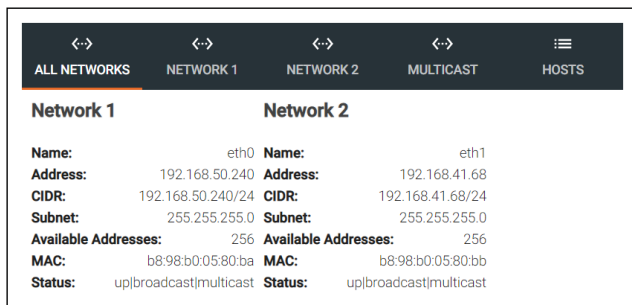 ALL NETWORKS NETWORK 1 NETWORK 2 MULTICAST HOSTS
Network 1 Network 2
Name: eth0 Name: eth1
Address: 192.168.50.240 Address: 192.168.41.68
CIDR: 192.168.50.240/24 CIDR: 192.168.41.68/24
Subnet: 255.255.255.0 Subnet: 255.255.255.0
Available Addresses: 256 Available Addresses: 256
MAC: b8:98:b0:05:80:ba MAC: b8:98:b0:05:80:bb
Status: up|broadcast|multicast Status: up|broadcast|multicast